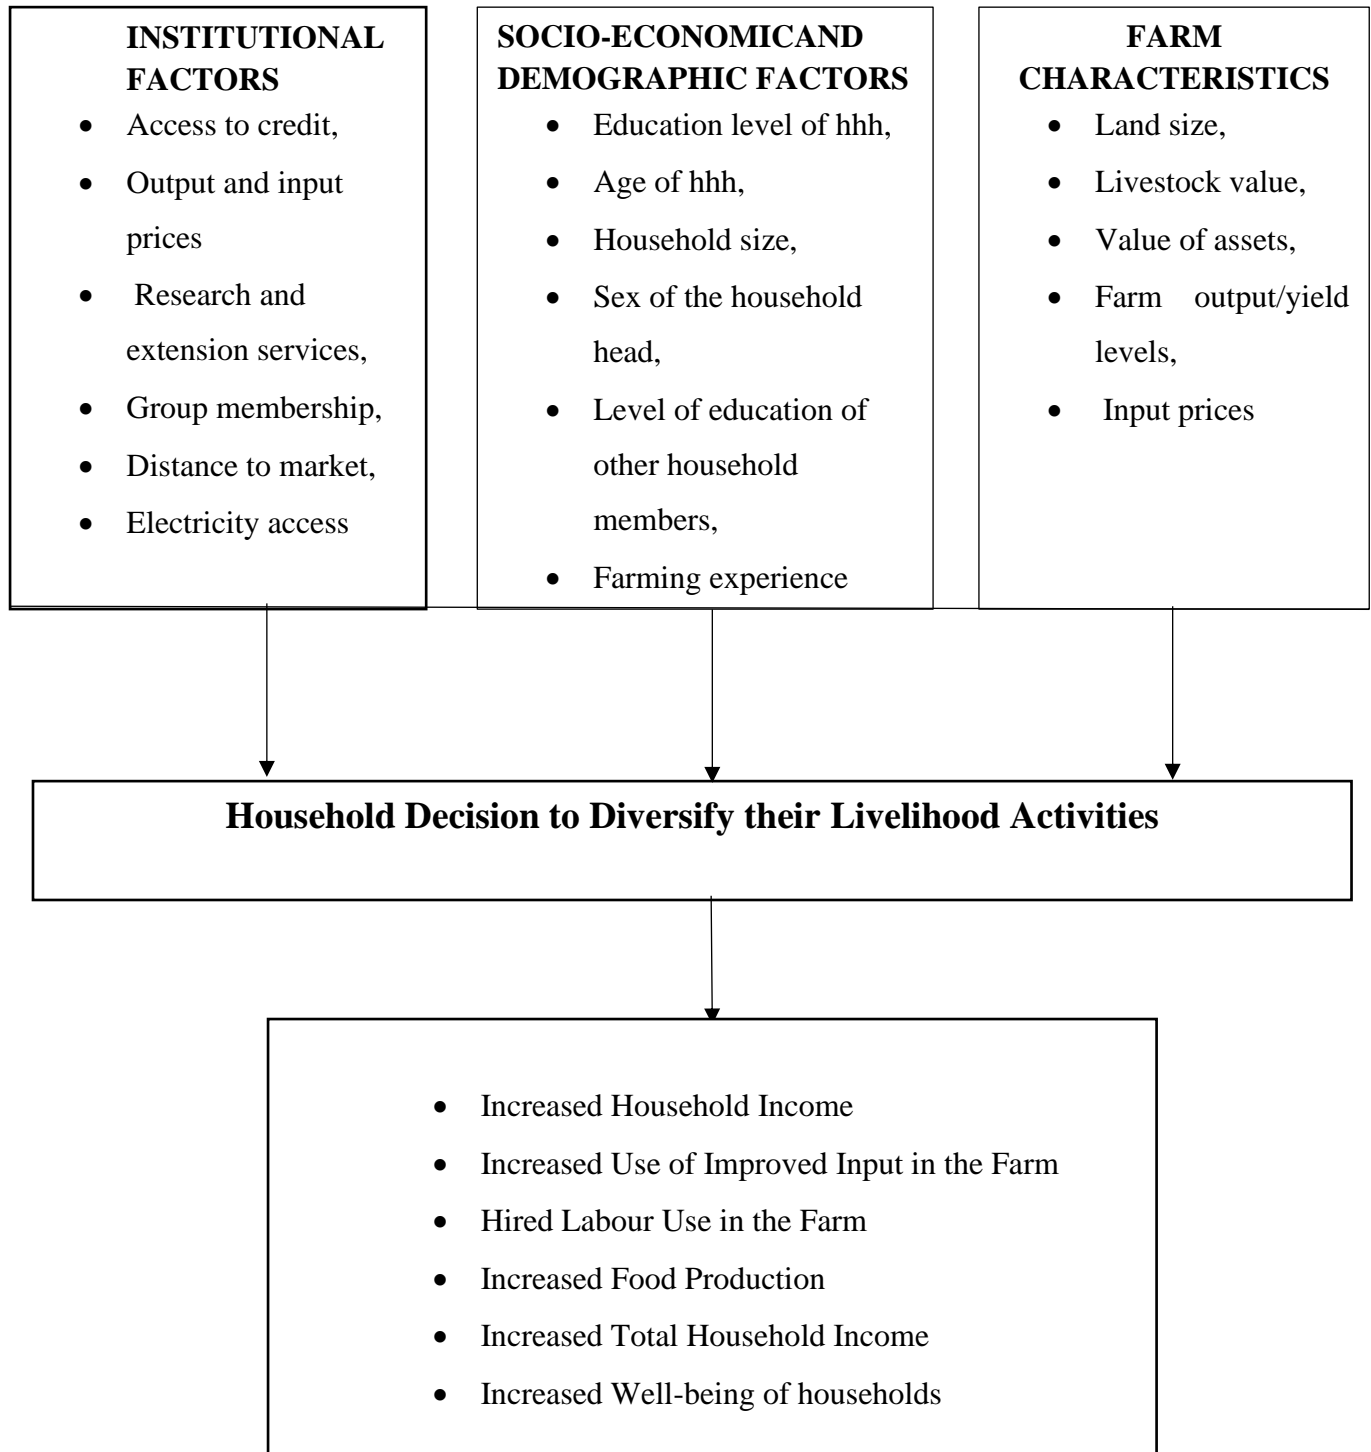 INSTITUTIONAL
FACTORS
• Access to credit,
• Output and input
prices
• Research and
extension services,
• Group membership,
• Distance to market,
• Electricity access
SOCIO-ECONOMICAND
DEMOGRAPHIC FACTORS
• Education level of hhh,
• Age of hhh,
• Household size,
• Sex of the household
head,
• Level of education of
other household
members,
• Farming experience
FARM
CHARACTERISTICS
• Land size,
• Livestock value,
• Value of assets,
• Farm output/yield
levels,
• Input prices
Household Decision to Diversify their Livelihood Activities
• Increased Household Income
• Increased Use of Improved Input in the Farm
• Hired Labour Use in the Farm
• Increased Food Production
• Increased Total Household Income
• Increased Well-being of households